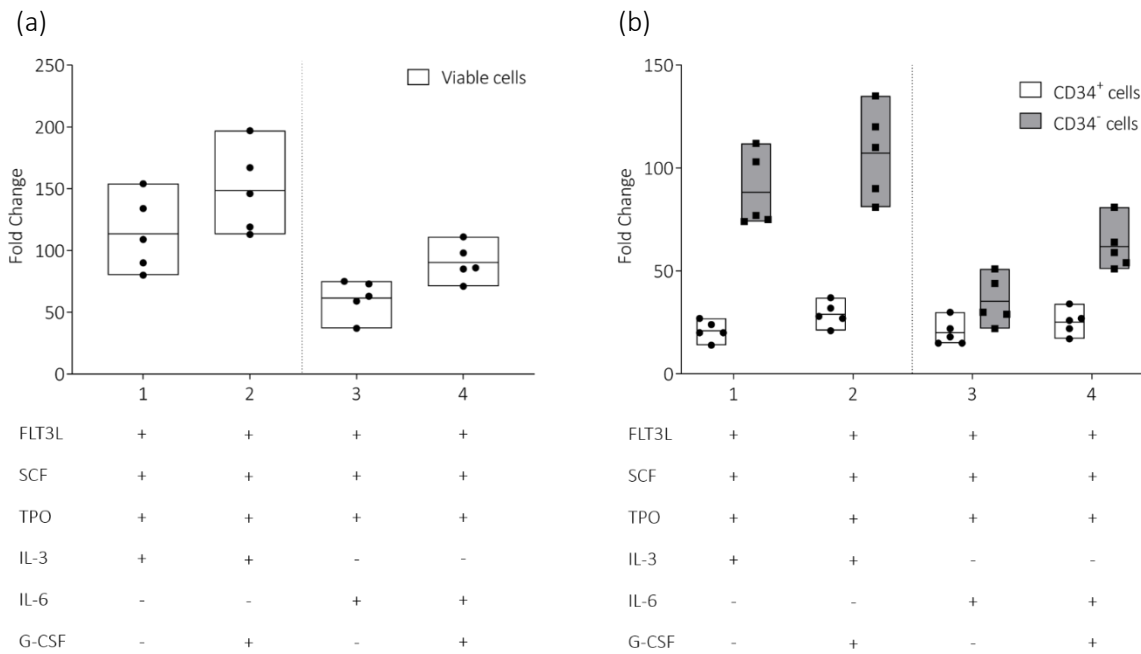 (a)
250
200
150
100
50
0
Fold Change
Viable cells
1 2 3 4
FLT3L + + + +
SCF + + + +
TPO + + + +
IL-3 + + - -
IL-6 - - + +
G-CSF - + - +
(b)
150
100
50
0
Fold Change
CD34⁺ cells
CD34⁻ cells
1 2 3 4
FLT3L + + + +
SCF + + + +
TPO + + + +
IL-3 + + - -
IL-6 - - + +
G-CSF - + - +